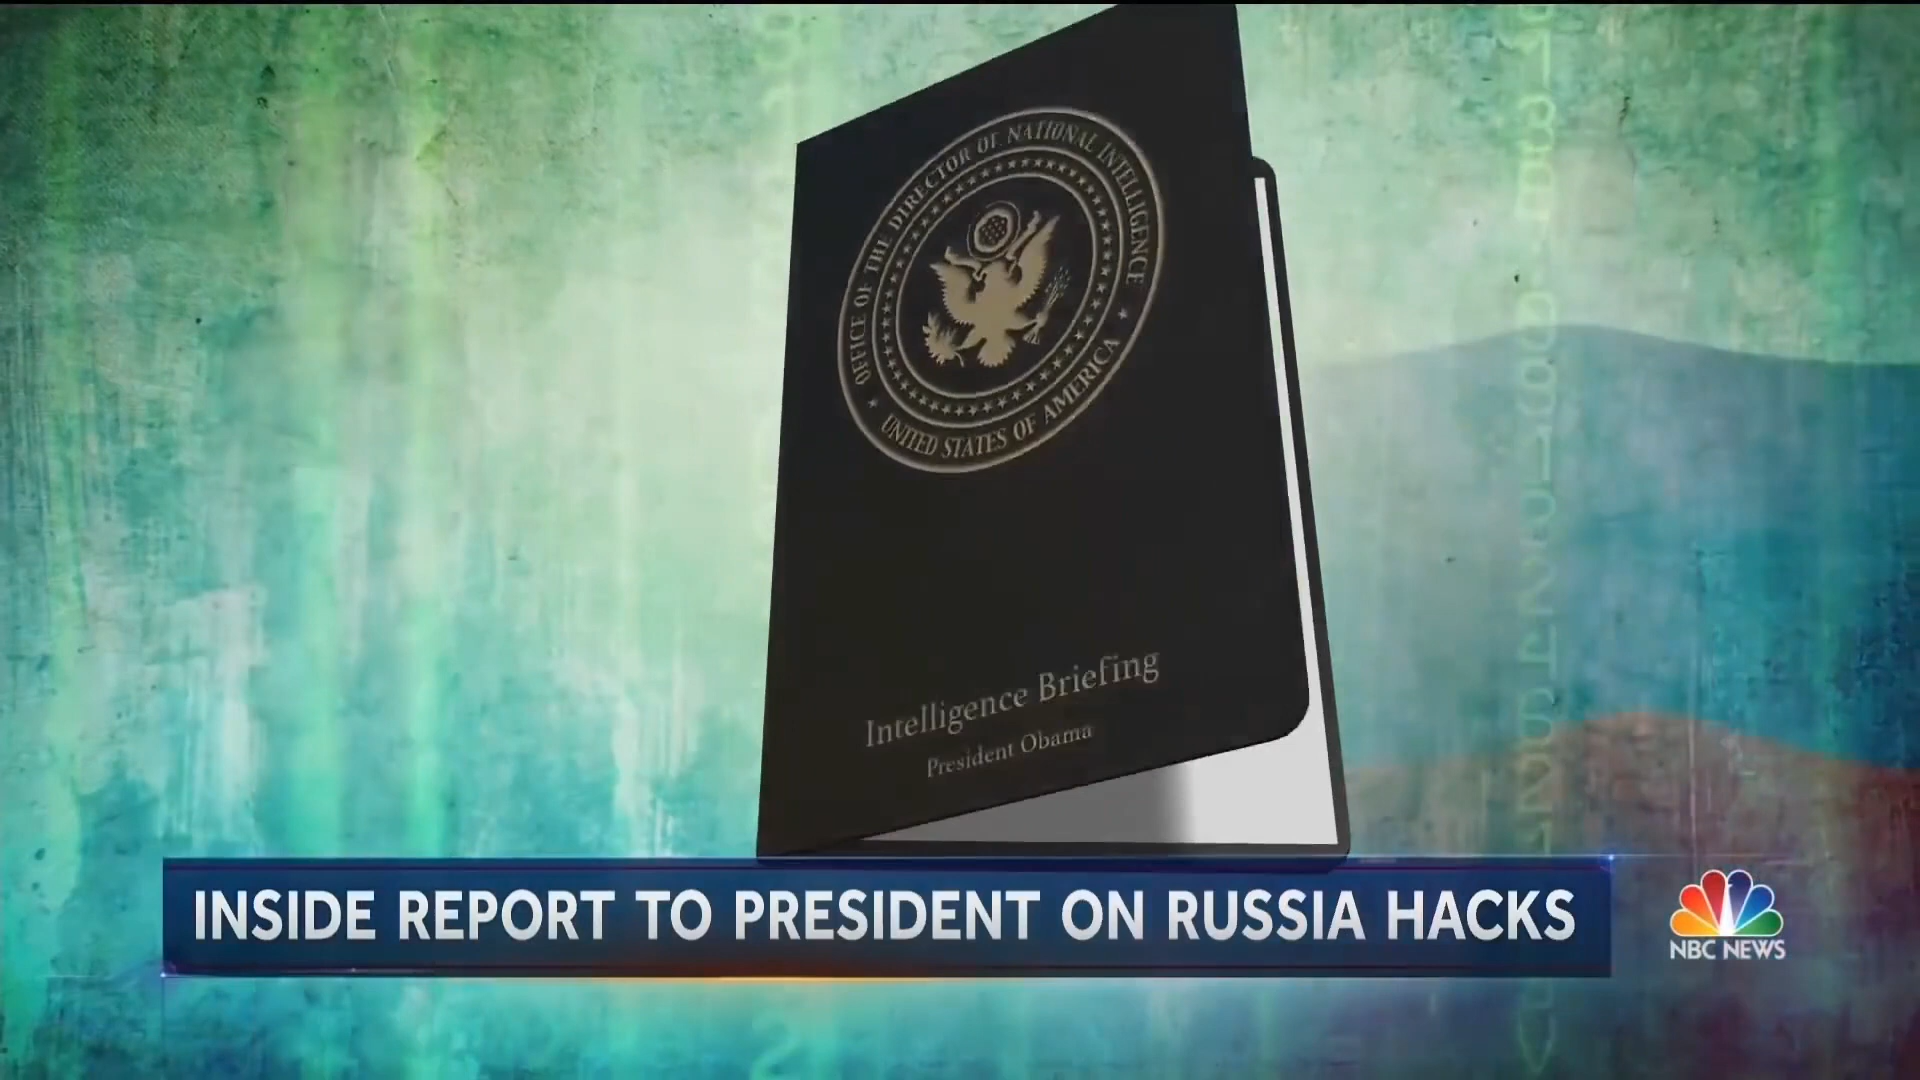 OFFICE OF THE DIRECTOR OF NATIONAL INTELLIGENCE
★ UNITED STATES OF AMERICA ★
Intelligence Briefing
President Obama
INSIDE REPORT TO PRESIDENT ON RUSSIA HACKS
NBC NEWS